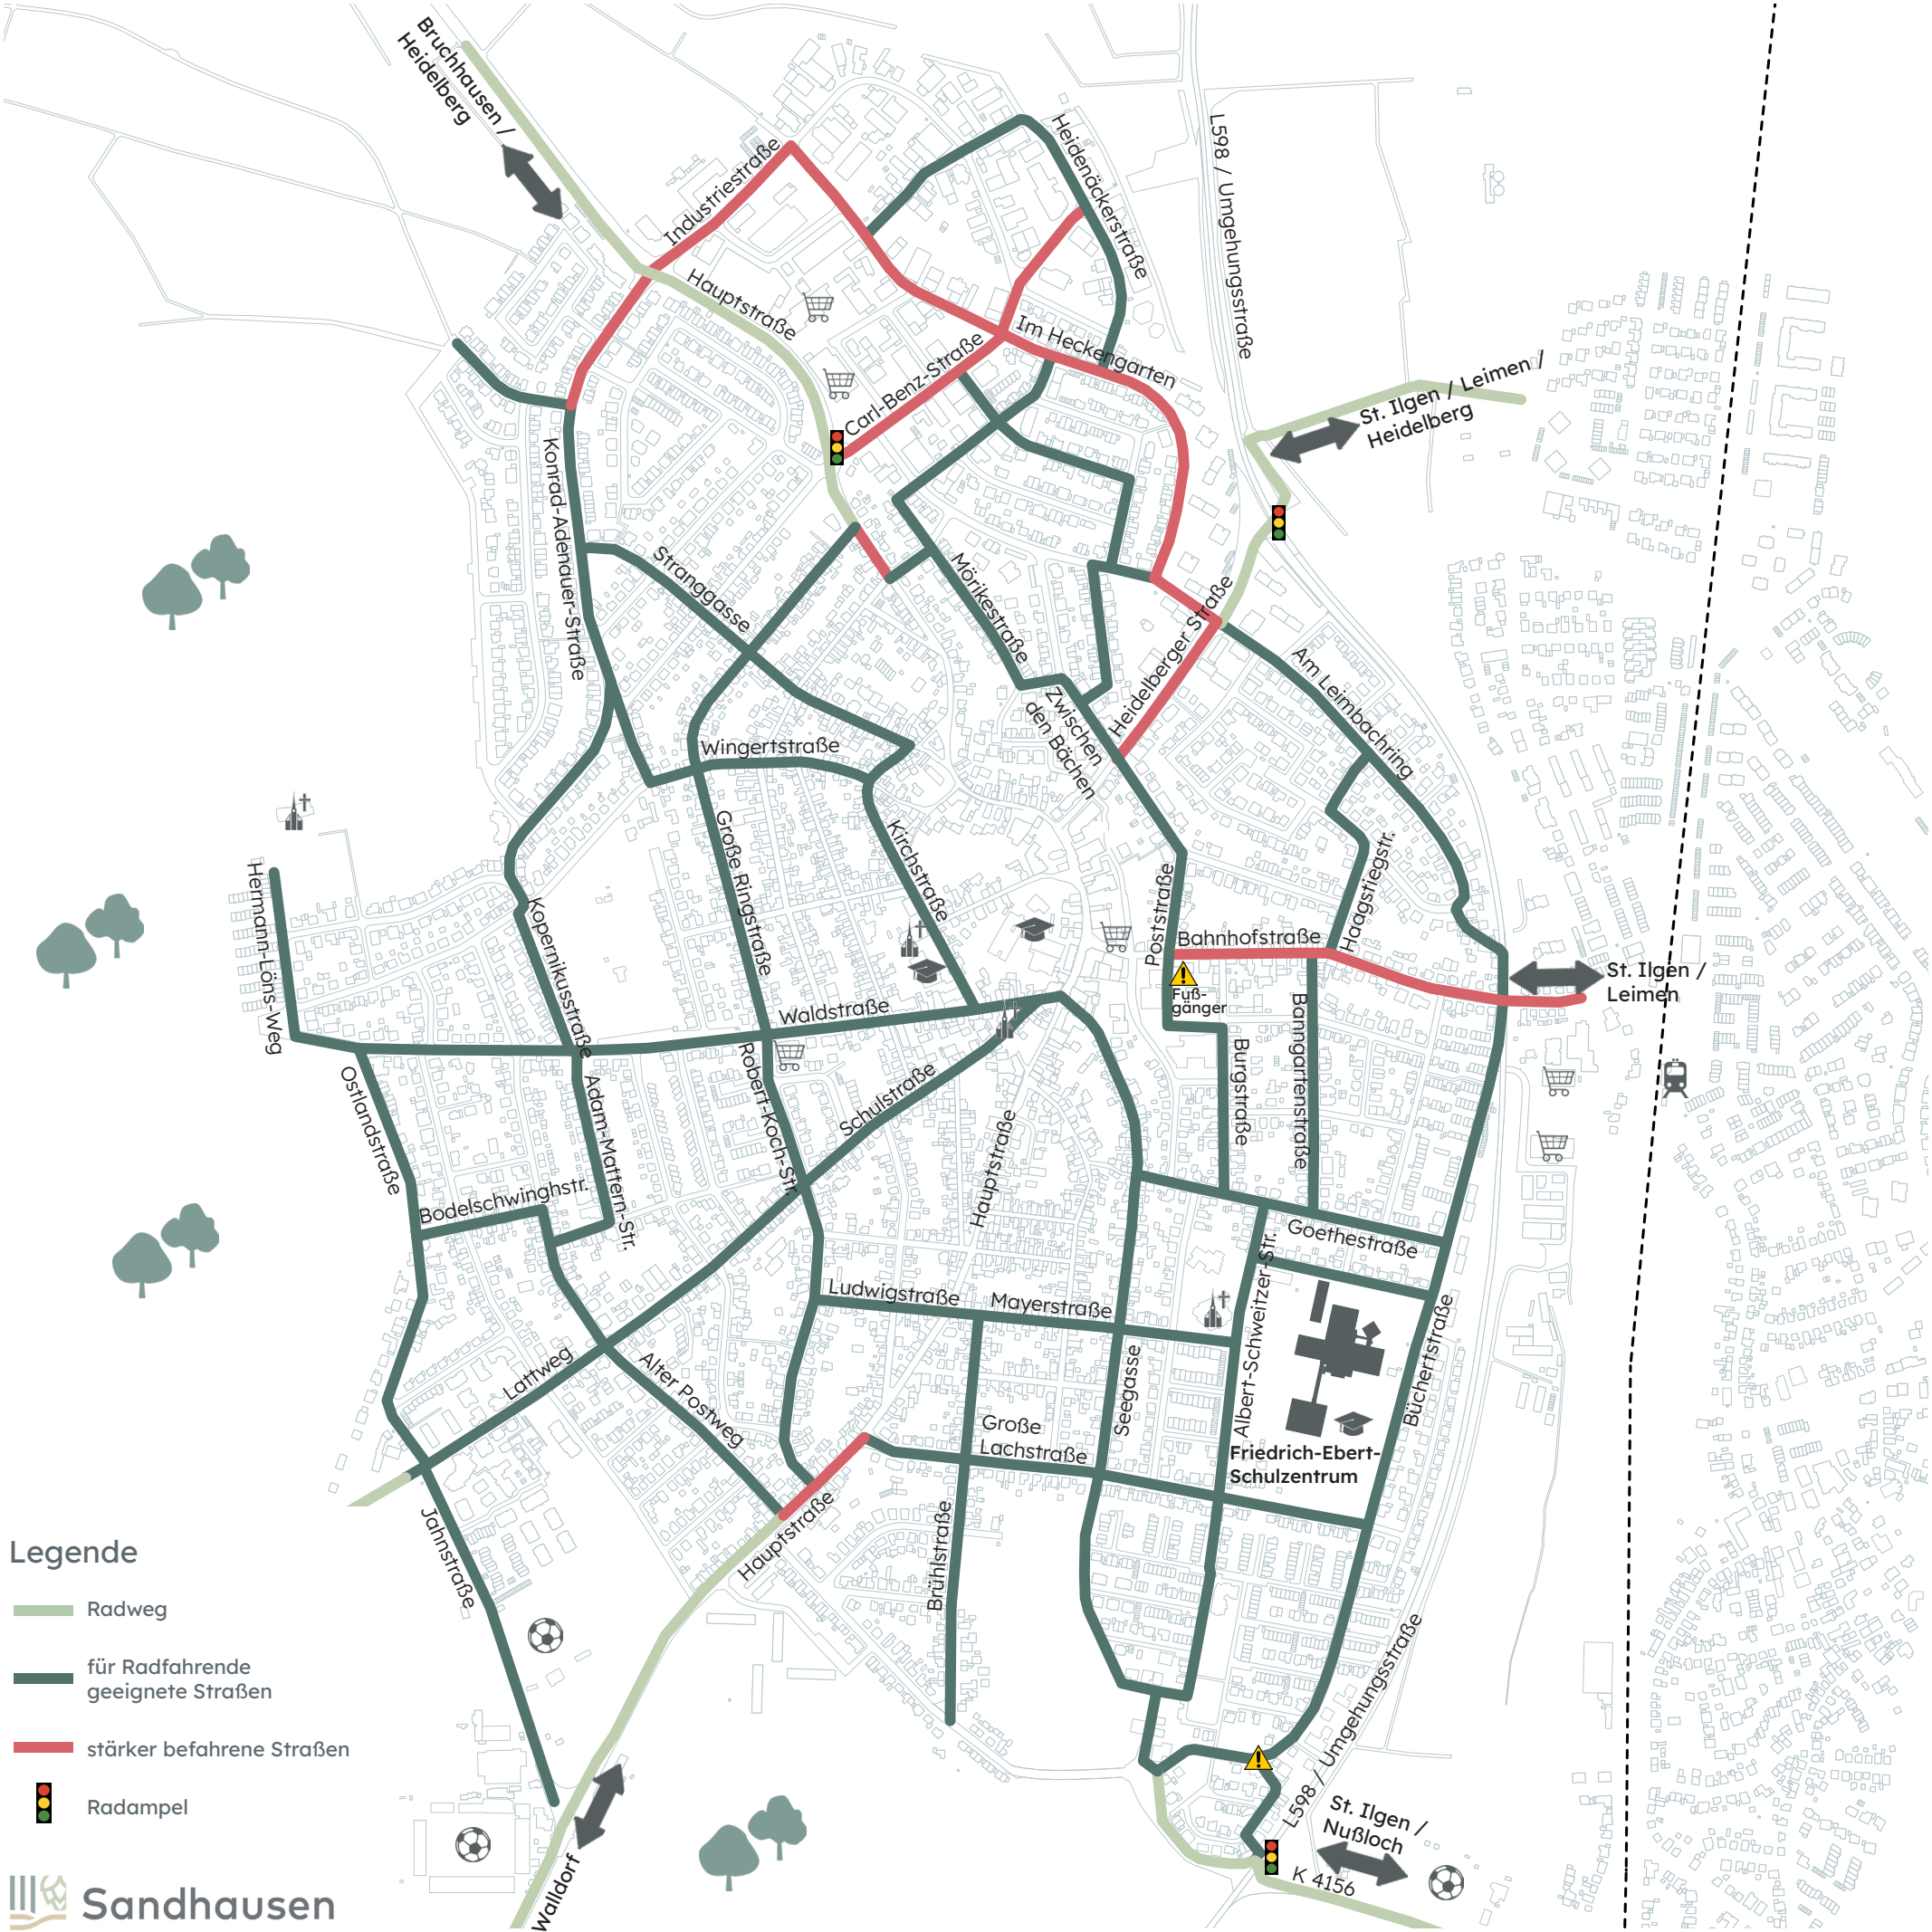 Bruchhausen /
Heidelberg
Industriestraße
Hauptstraße
Heidenäckerstraße
L598 / Umgehungsstraße
Im Heckengarten
Carl-Benz-Straße
St. Ilgen / Leimen /
Heidelberg
Konrad-Adenauer-Straße
Stranggasse
Mörikestraße
Zwischen
den Bächen
Heidelberger Straße
Am Leimbachring
Wingertstraße
Große Ringstraße
Kirchstraße
Poststraße
Haagstiegstr.
Bahnhofstraße
Fuß-
gänger
St. Ilgen /
Leimen
Hermann-Löns-Weg
Kopernikusstraße
Waldstraße
Ostlandstraße
Adam-Mattern-Str.
Robert-Koch-Str.
Schulstraße
Hauptstraße
Burgstraße
Banngartenstraße
Bodelschwinghstr.
Goethestraße
Ludwigstraße
Mayerstraße
Albert-Schweitzer-Str.
Büchertstraße
Lattweg
Alter Postweg
Seegasse
Große
Lachstraße
Friedrich-Ebert-
Schulzentrum
Jahnstraße
Hauptstraße
Brühlstraße
L598 / Umgehungsstraße
St. Ilgen /
Nußloch
K 4156
Walldorf
Legende
Radweg
für Radfahrende
geeignete Straßen
stärker befahrene Straßen
Radampel
Sandhausen